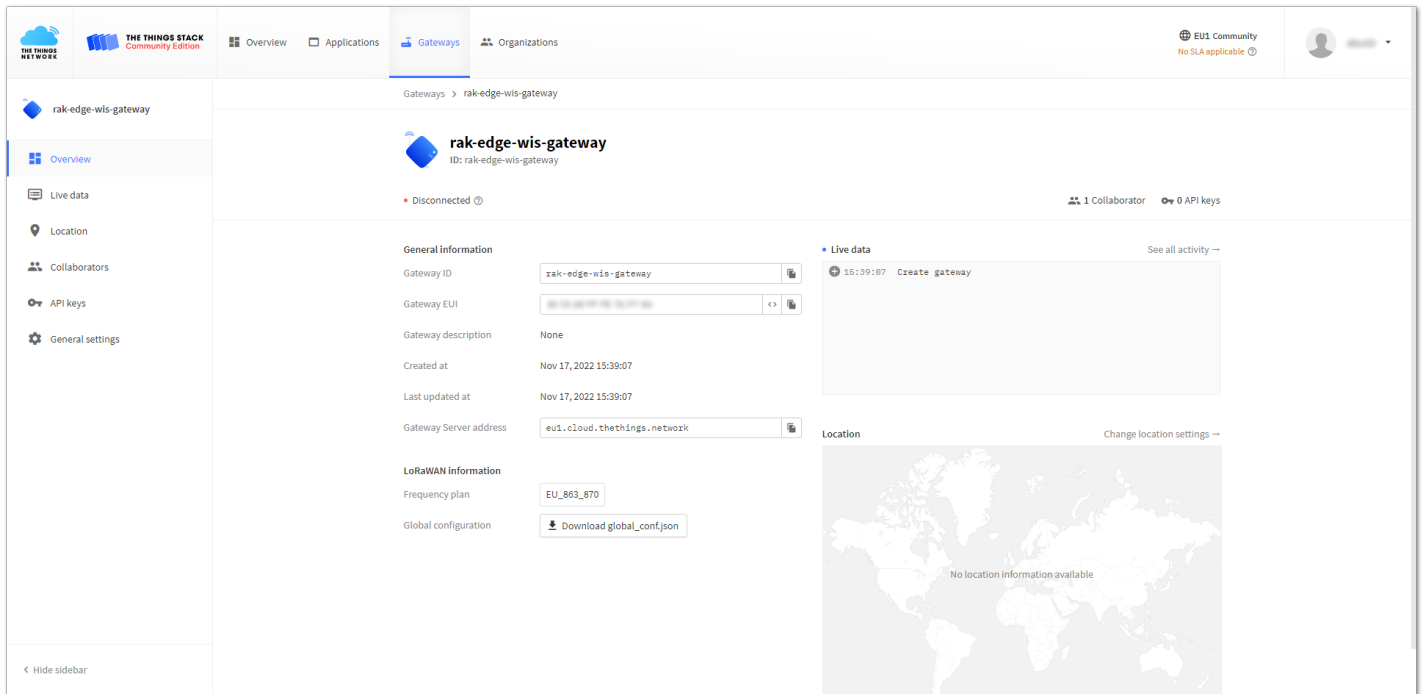 THE THINGS
NETWORK
THE THINGS STACK
Community Edition
Overview
Applications
Gateways
Organizations
EU1 Community
No SLA applicable
rak-edge-wis-gateway
Overview
Live data
Location
Collaborators
API keys
General settings
Hide sidebar
Gateways > rak-edge-wis-gateway
rak-edge-wis-gateway
ID: rak-edge-wis-gateway
Disconnected
1 Collaborator
0 API keys
General information
Gateway ID rak-edge-wis-gateway
Gateway EUI
Gateway description None
Created at Nov 17, 2022 15:39:07
Last updated at Nov 17, 2022 15:39:07
Gateway Server address eu1.cloud.thethings.network
LoRaWAN information
Frequency plan EU_863_870
Global configuration Download global_conf.json
Live data See all activity →
15:39:07 Create gateway
Location Change location settings →
No location information available